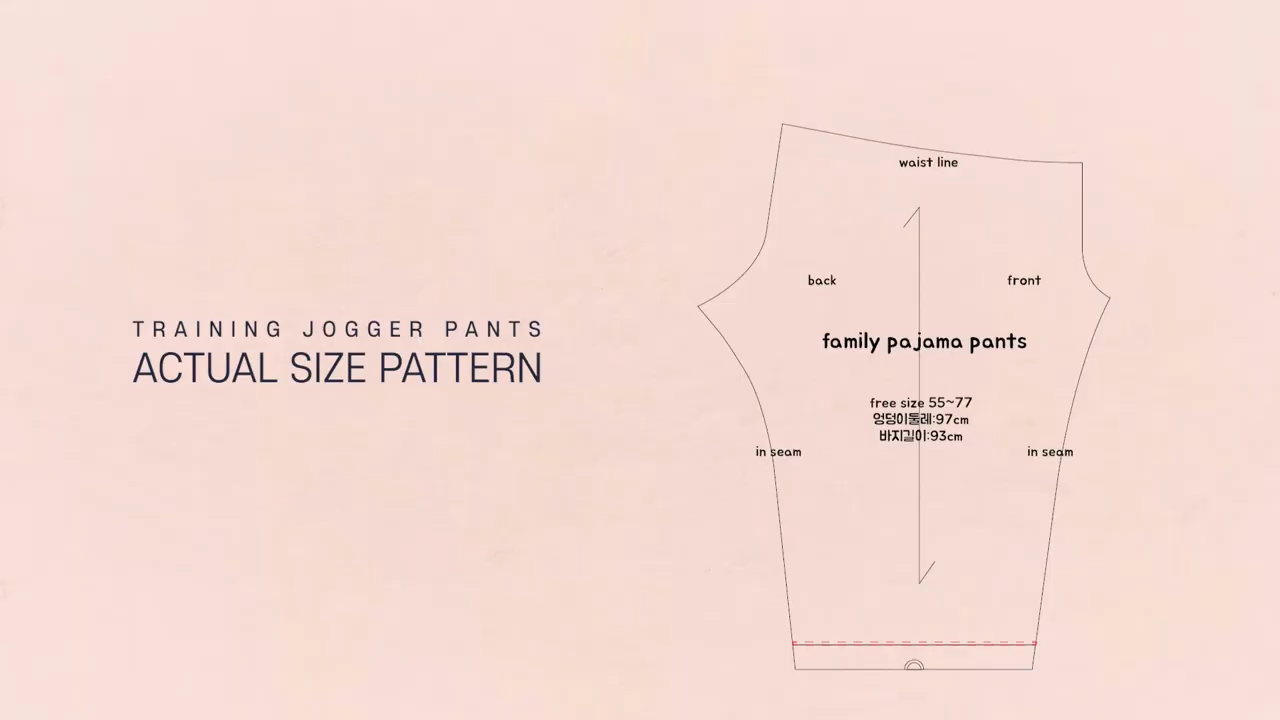 TRAINING JOGGER PANTS
ACTUAL SIZE PATTERN
waist line
back
front
family pajama pants
free size 55~77
엉덩이둘레:97cm
바지길이:93cm
in seam
in seam